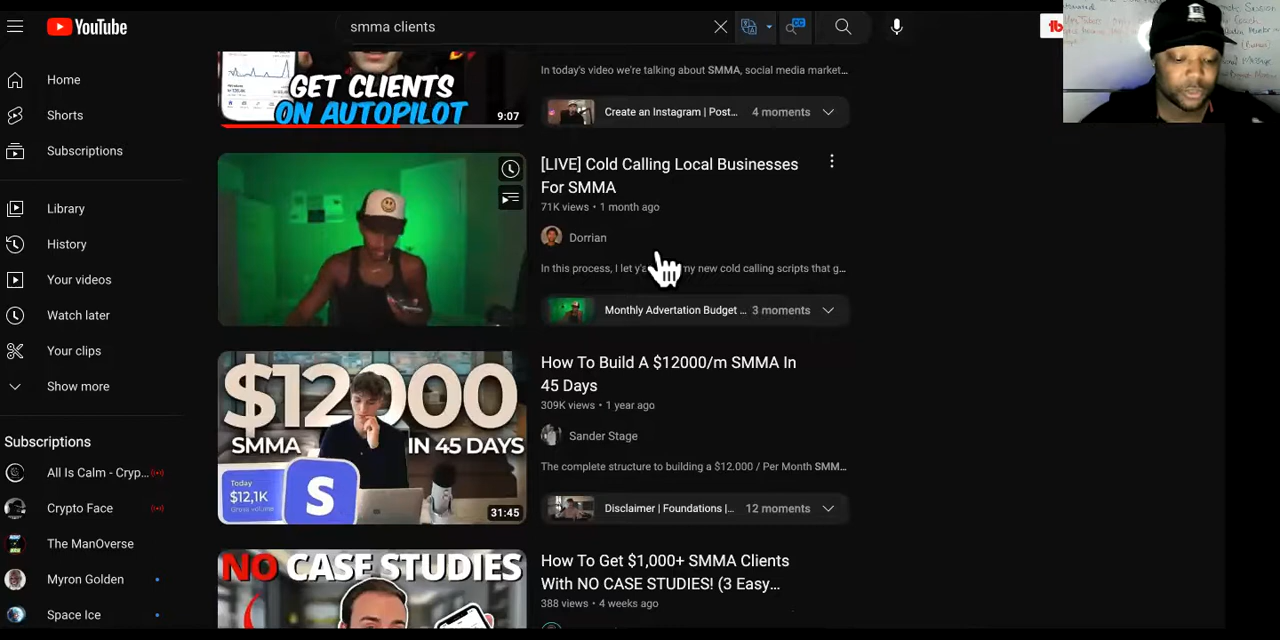 YouTube
smma clients
tb
GET CLIENTS
ON AUTOPILOT
9:07
In today's video we're talking about SMMA, social media market...
Create an Instagram | Post...
4 moments
Home
Shorts
Subscriptions
Library
History
Your videos
Watch later
Your clips
Show more
Subscriptions
All Is Calm - Cryp...
Crypto Face
The ManOverse
Myron Golden
Space Ice
[LIVE] Cold Calling Local Businesses
For SMMA
71K views • 1 month ago
Dorrian
In this process, I let y'a my new cold calling scripts that g...
Monthly Advertation Budget ...
3 moments
$12000
SMMA IN 45 DAYS
Today
$12,1K
Gross volume
S
31:45
How To Build A $12000/m SMMA In
45 Days
309K views • 1 year ago
Sander Stage
The complete structure to building a $12.000 / Per Month SMM...
Disclaimer | Foundations |...
12 moments
NO CASE STUDIES
How To Get $1,000+ SMMA Clients
With NO CASE STUDIES! (3 Easy...
388 views • 4 weeks ago